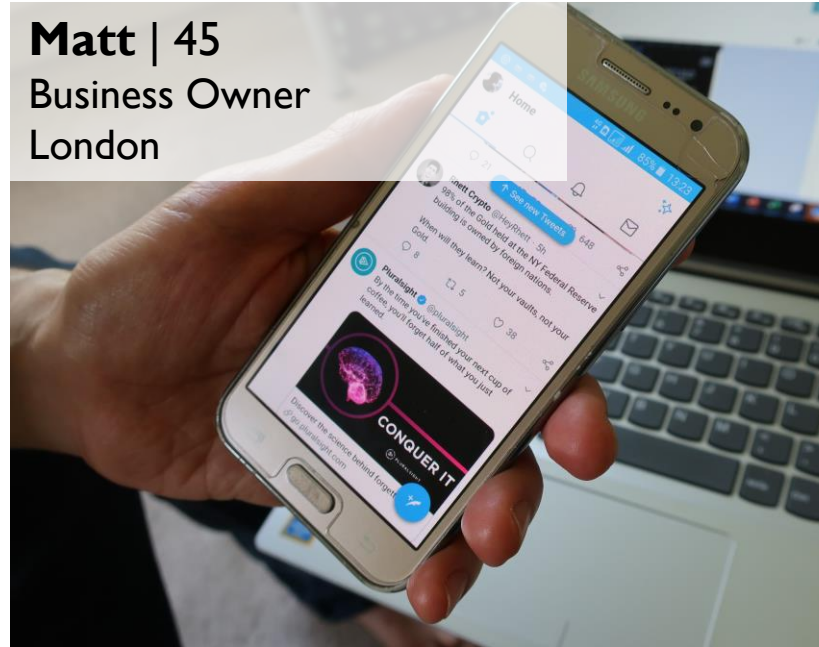 Matt | 45
Business Owner
London
SAMSUNG
85% 13:23
Home
21
648
See new Tweets
Rhett Crypto @HeyRhett · 5h
98% of the Gold held at the NY Federal Reserve
building is owned by foreign nations.
When will they learn? Not your vaults, not your
Gold.
8
5
38
Pluralsight @pluralsight
By the time you've finished your next cup of
coffee, you'll forget half of what you just
learned.
CONQUER IT
PLURALSIGHT
Discover the science behind
go.pluralsight.com